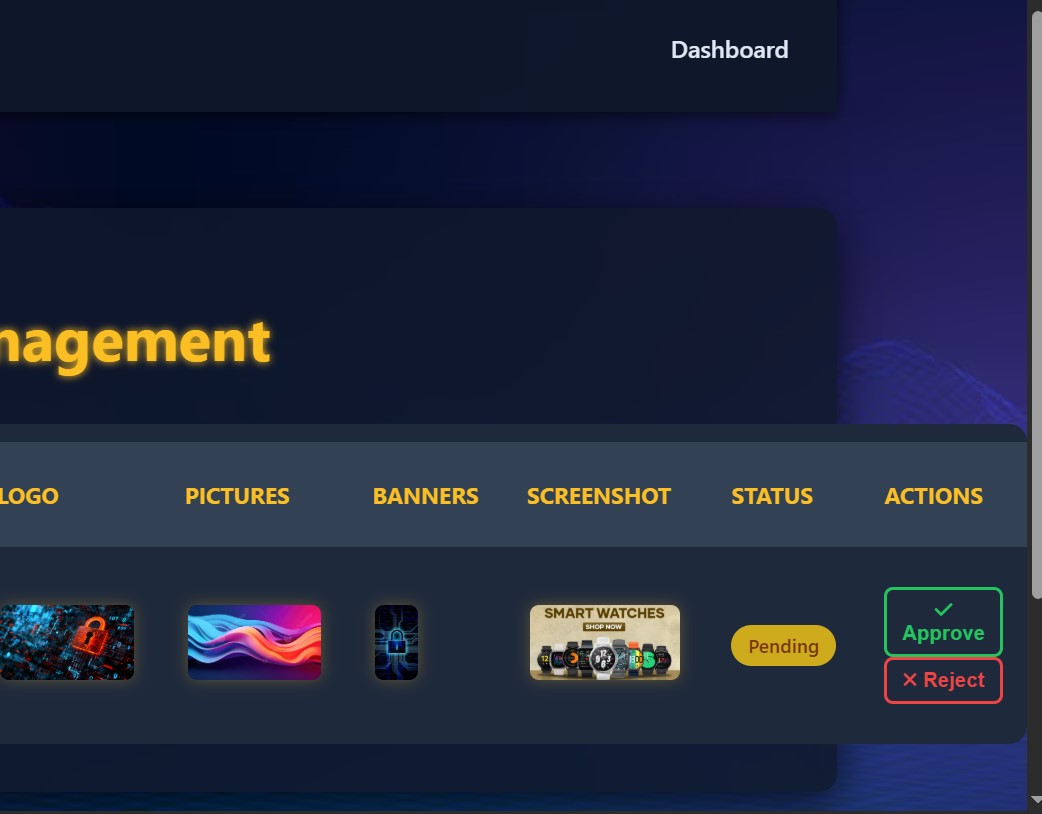 Dashboard
nagement
LOGO PICTURES BANNERS SCREENSHOT STATUS ACTIONS
SMART WATCHES
SHOP NOW
Pending
✓
Approve
✕ Reject